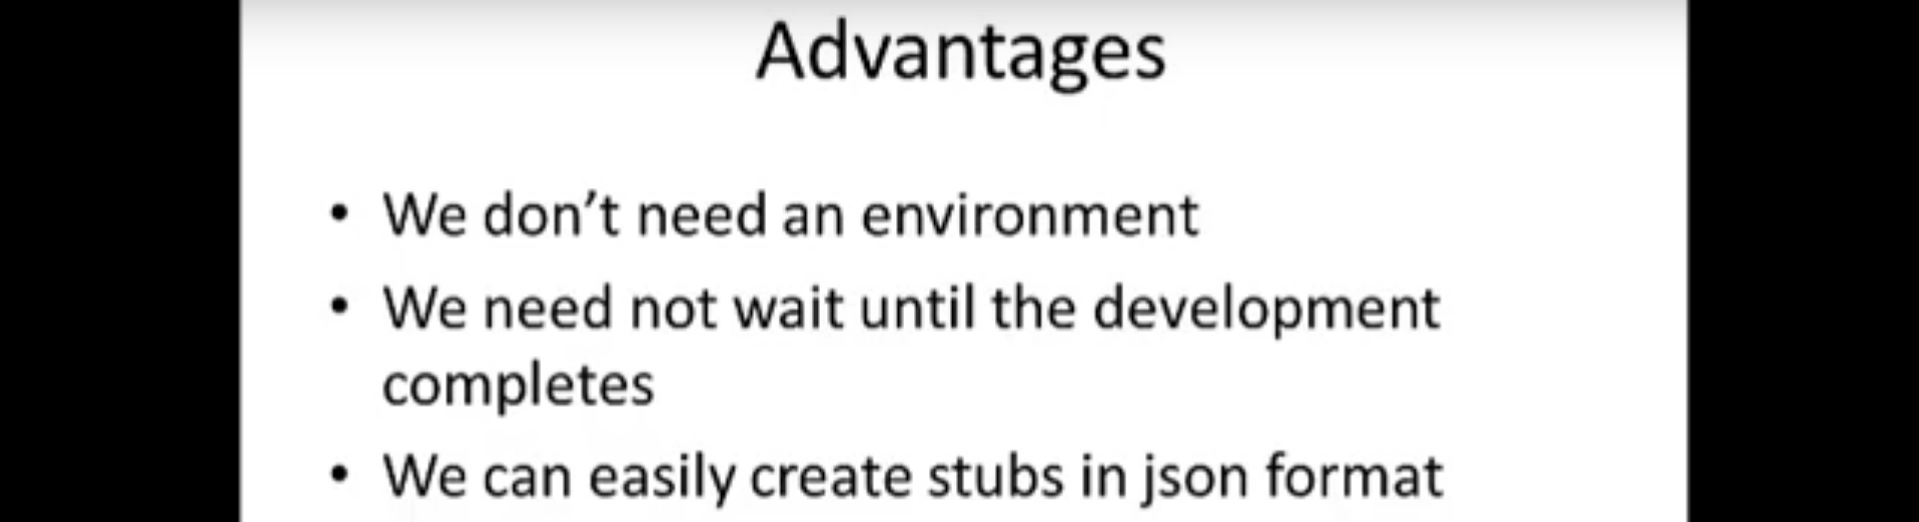 Advantages
• We don’t need an environment
• We need not wait until the development
completes
• We can easily create stubs in json format